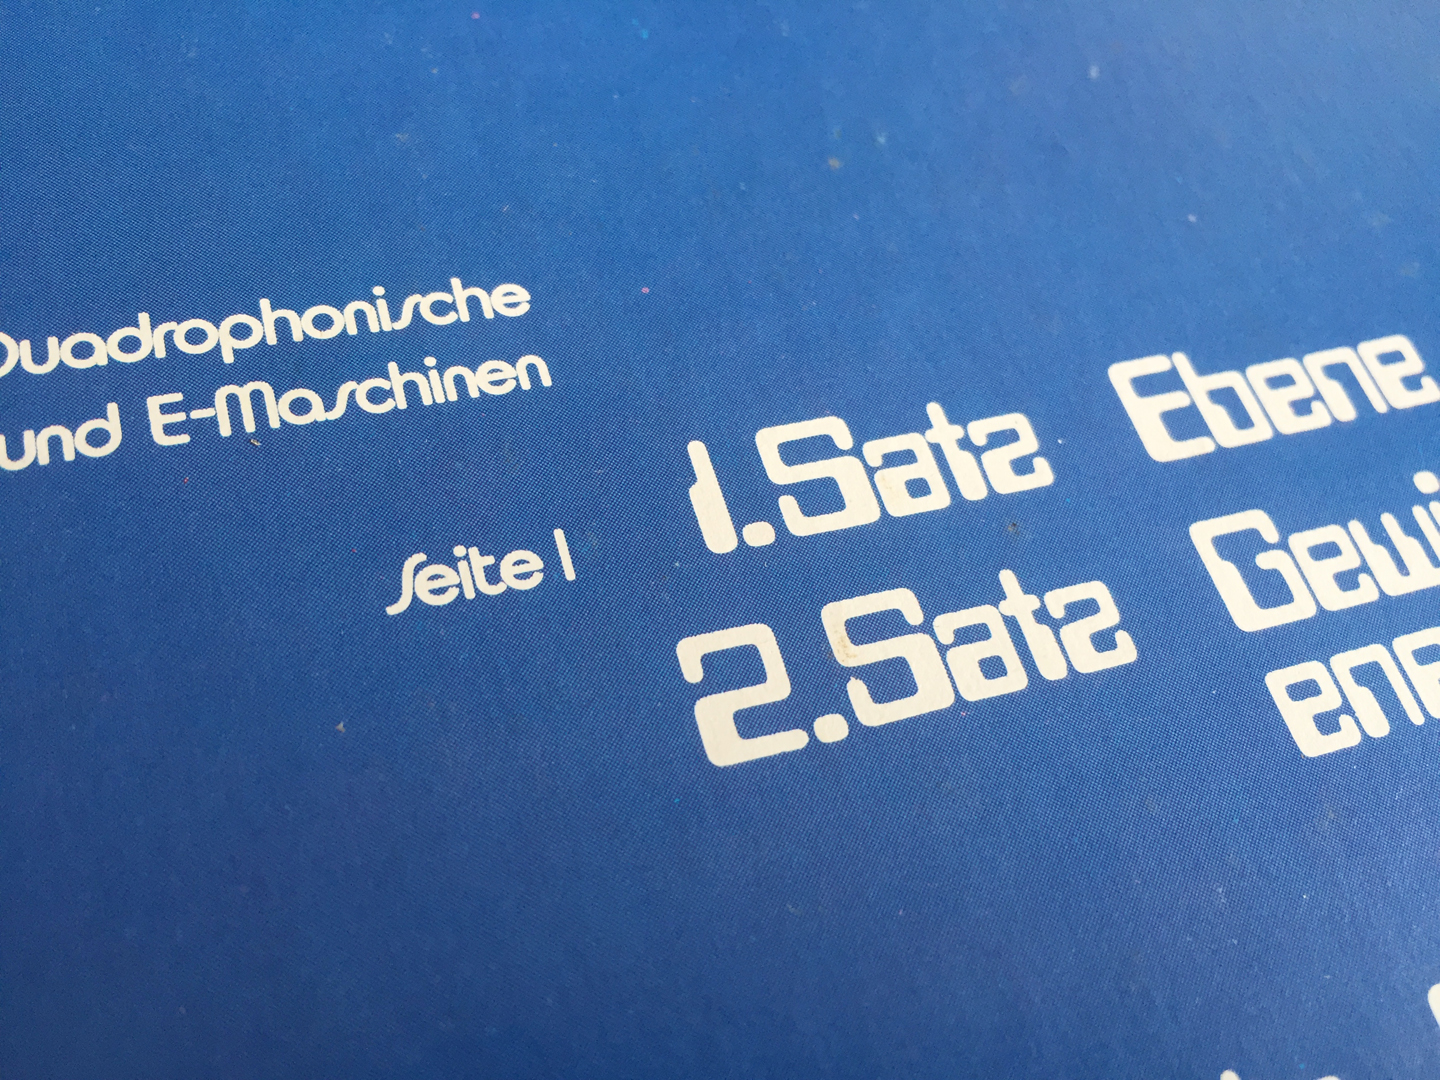 Quadrophonische
und E-Maschinen
Seite 1
1.Satz Ebene
2.Satz